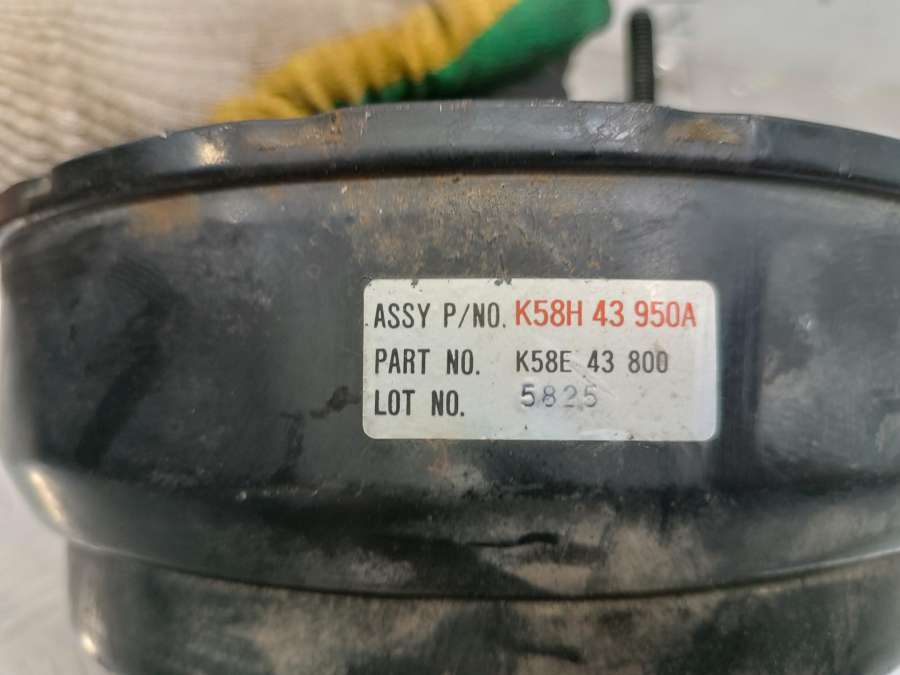 ASSY P/NO. K58H 43 950A
PART NO. K58E 43 800
LOT NO. 5825